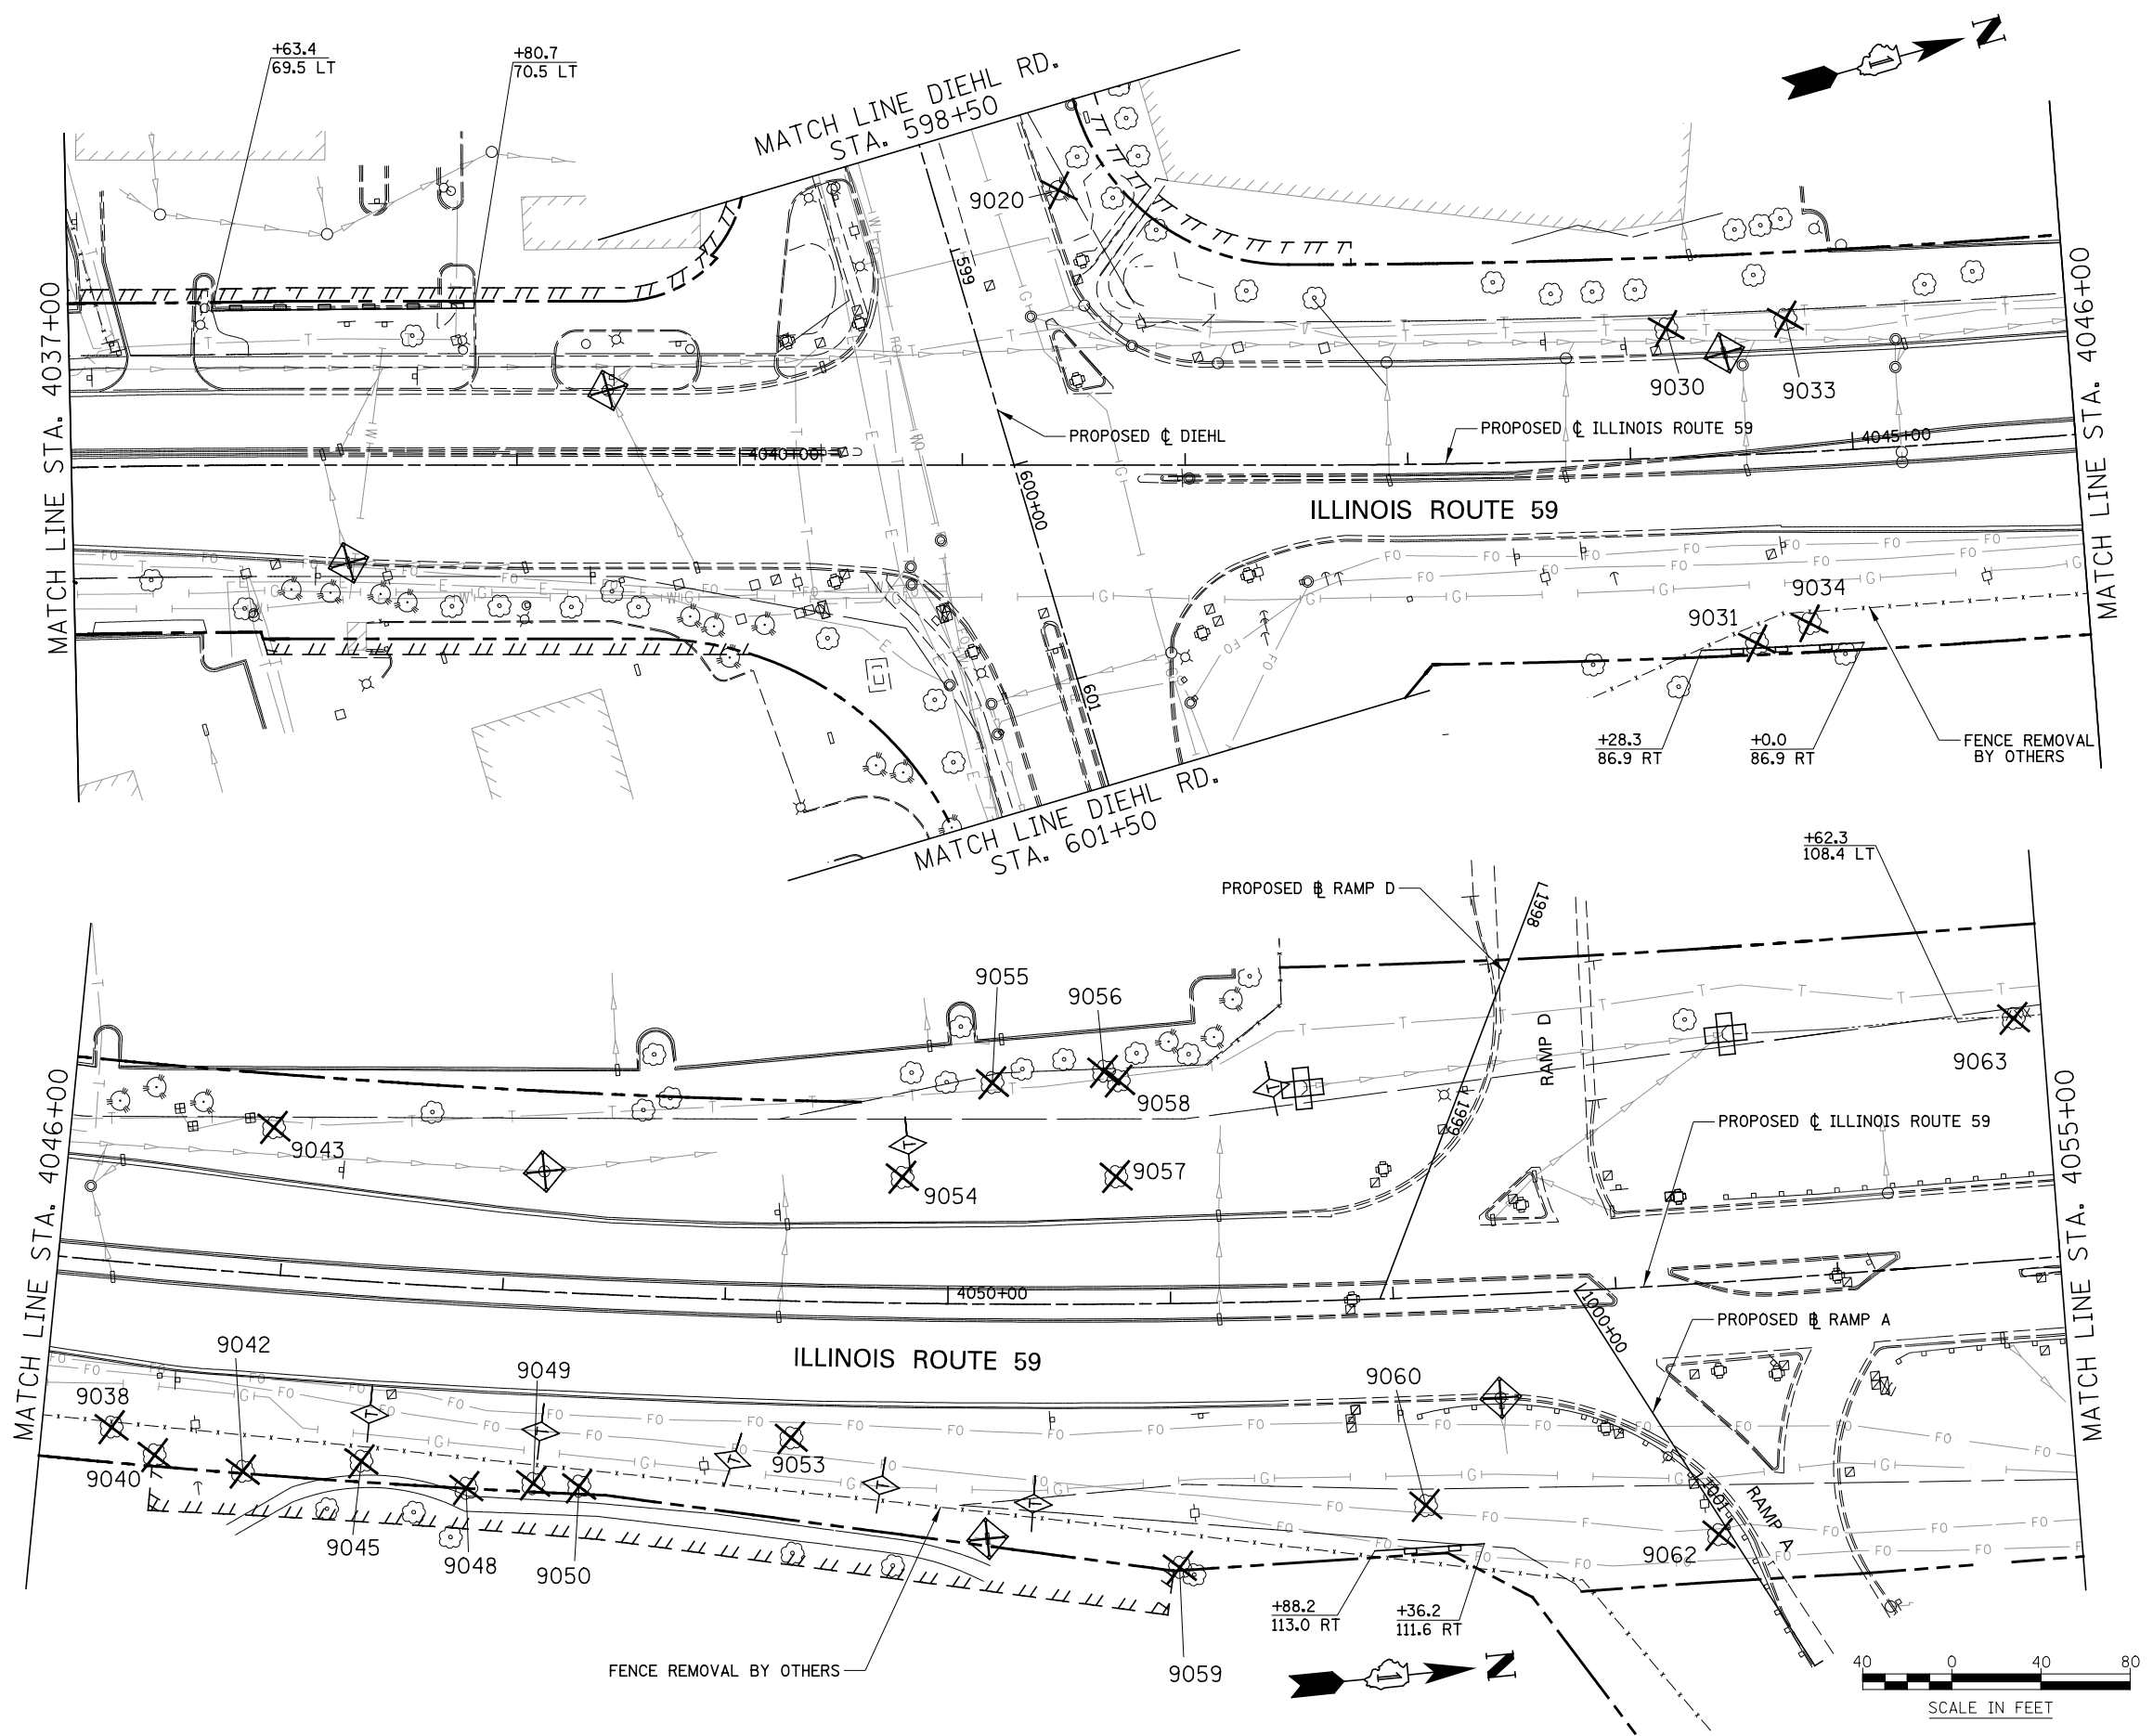 +63.4
69.5 LT
+80.7
70.5 LT
MATCH LINE DIEHL RD.
STA. 598+50
N
MATCH LINE STA. 4037+00
9020
599
9030
9033
PROPOSED ℄ DIEHL
PROPOSED ℄ ILLINOIS ROUTE 59
4040+00
4045+00
600+00
ILLINOIS ROUTE 59
MATCH LINE STA. 4046+00
9031
9034
601
+28.3
86.9 RT
+0.0
86.9 RT
FENCE REMOVAL
BY OTHERS
MATCH LINE DIEHL RD.
STA. 601+50
+62.3
108.4 LT
PROPOSED ⅊ RAMP D
1998
9055
9056
RAMP D
9063
9058
1999
9043
PROPOSED ℄ ILLINOIS ROUTE 59
MATCH LINE STA. 4046+00
9057
9054
4050+00
MATCH LINE STA. 4055+00
1000+00
PROPOSED ⅊ RAMP A
9042
ILLINOIS ROUTE 59
9049
9060
9038
9053
9040
1001
RAMP A
9045
9048
9050
9062
+88.2
113.0 RT
+36.2
111.6 RT
9059
FENCE REMOVAL BY OTHERS
N
40 0 40 80
SCALE IN FEET